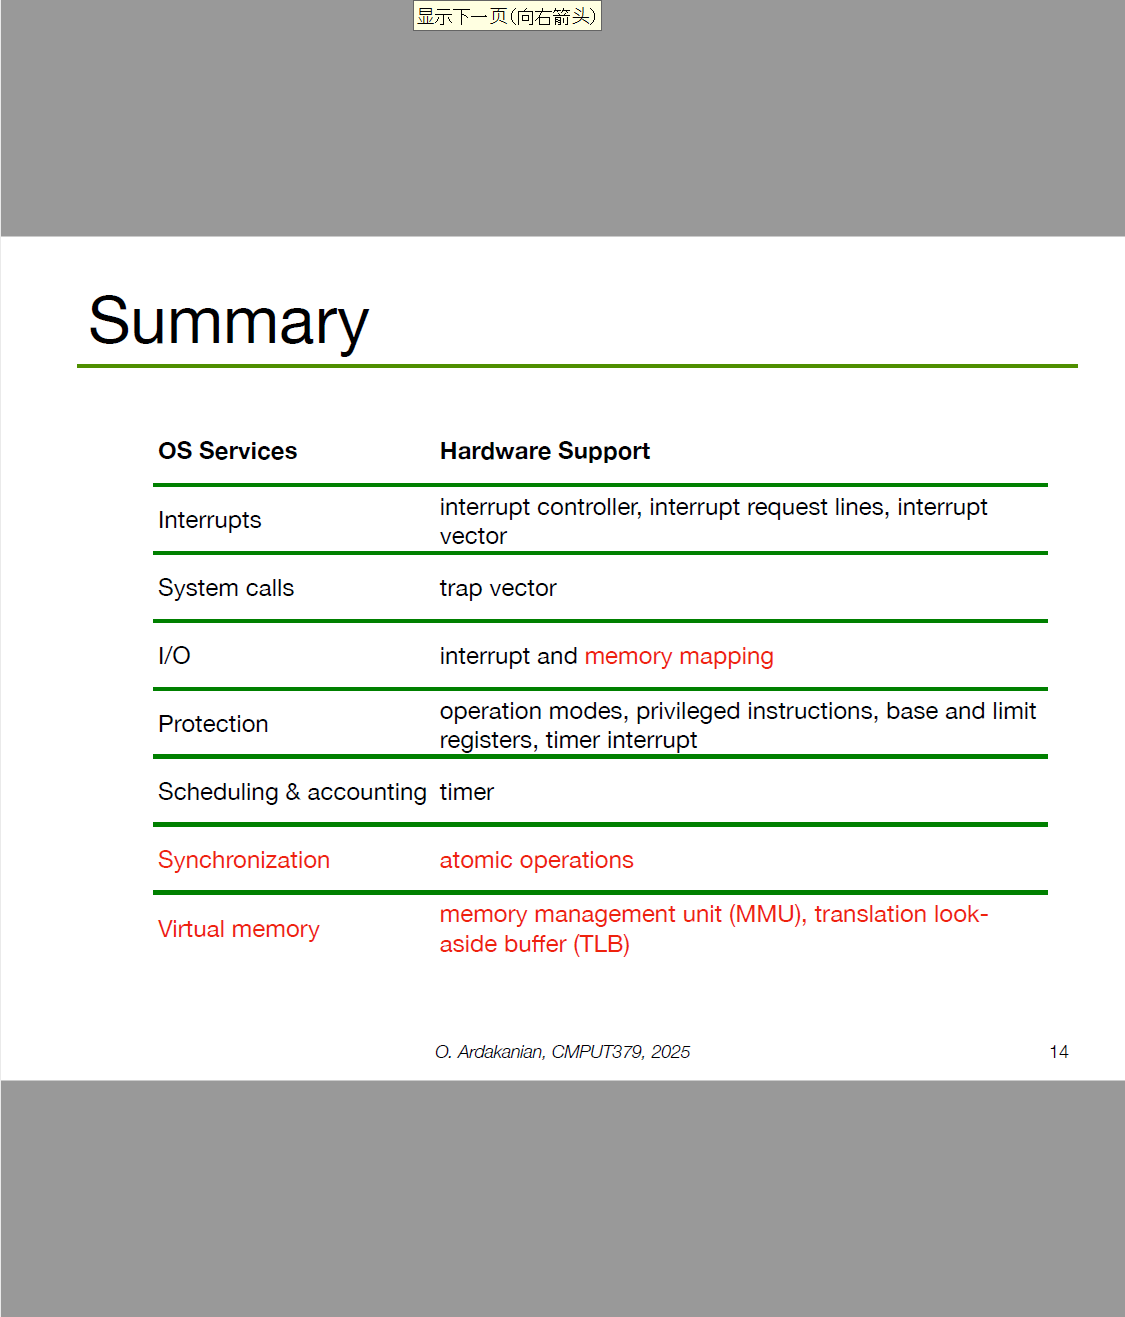 显示下一页(向右箭头)
Summary
OS Services Hardware Support
Interrupts interrupt controller, interrupt request lines, interrupt
vector
System calls trap vector
I/O interrupt and memory mapping
Protection operation modes, privileged instructions, base and limit
registers, timer interrupt
Scheduling & accounting timer
Synchronization atomic operations
Virtual memory memory management unit (MMU), translation look-
aside buffer (TLB)
O. Ardakanian, CMPUT379, 2025 14